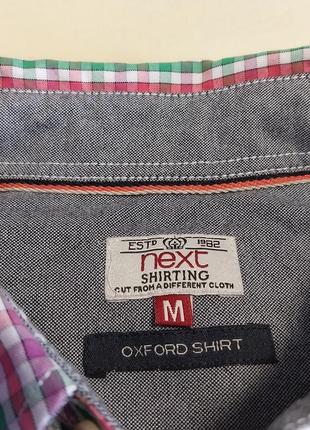 ESTD 1982
next
SHIRTING
CUT FROM A DIFFERENT CLOTH
M
OXFORD SHIRT